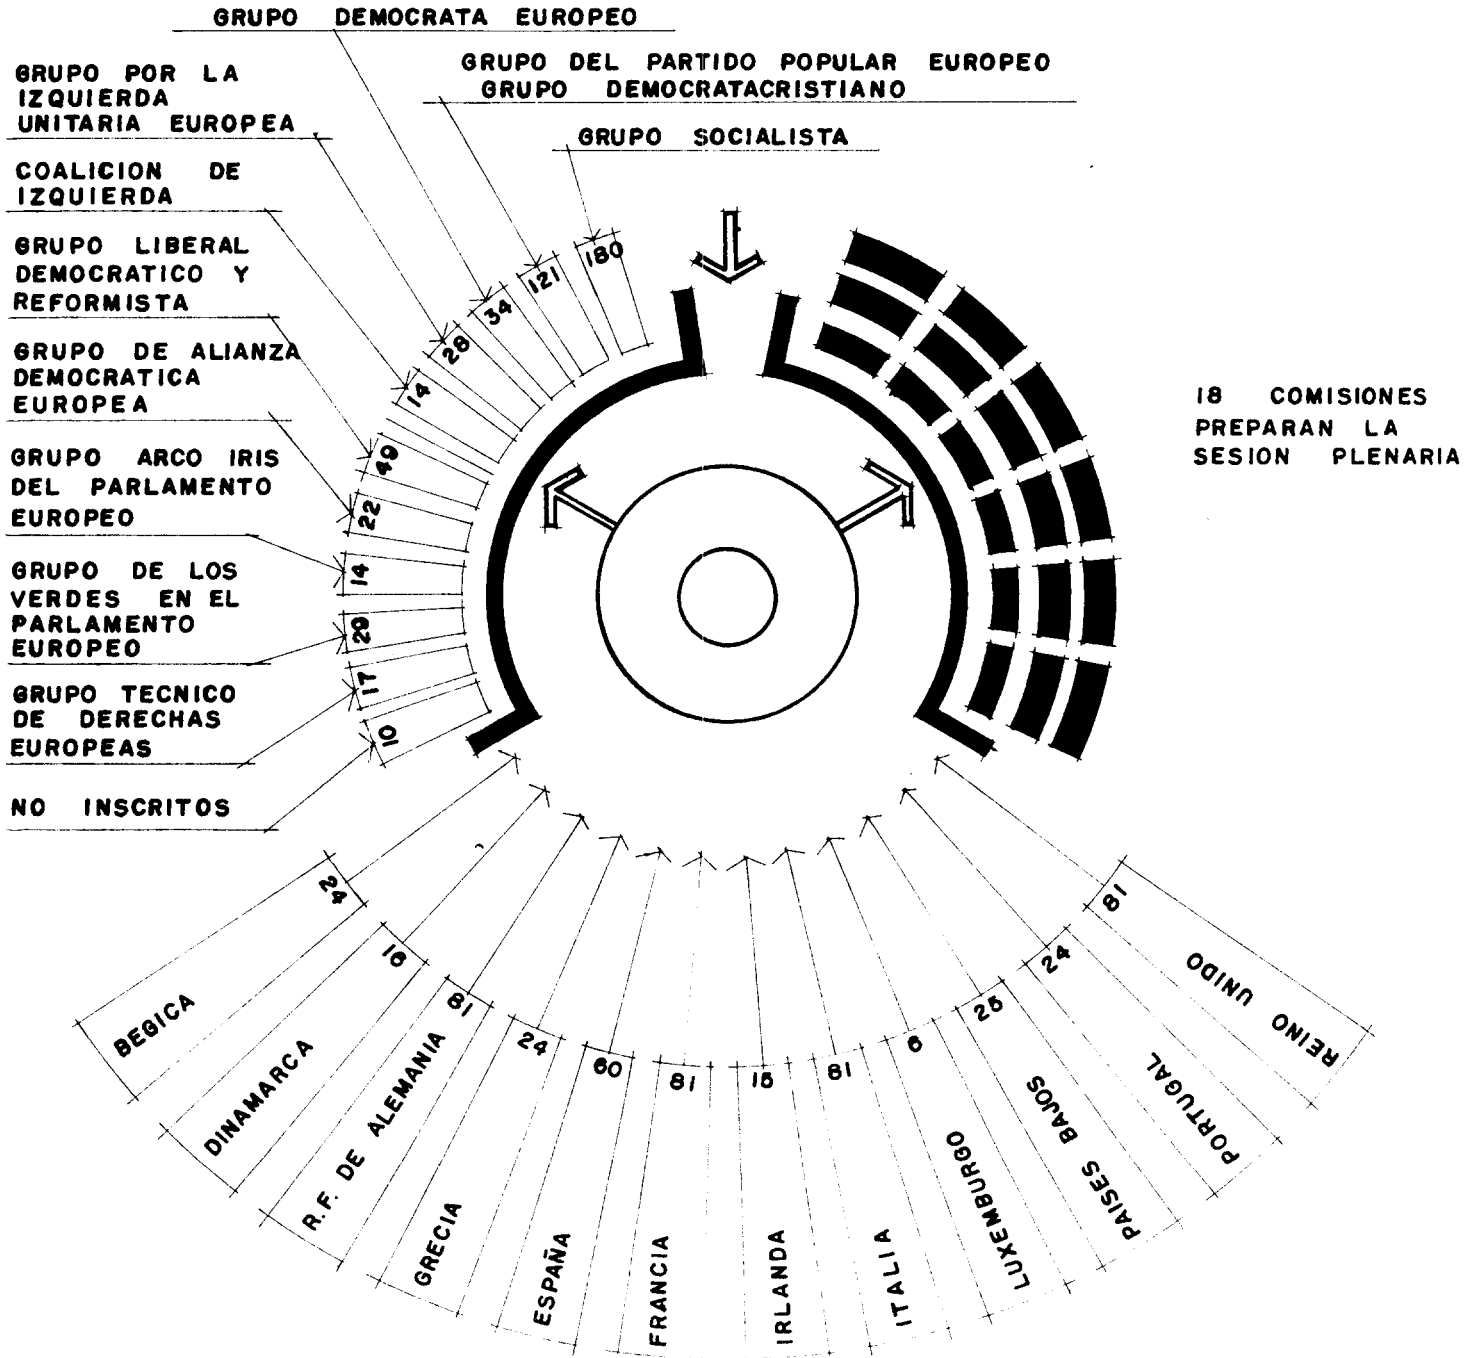 GRUPO DEMOCRATA EUROPEO
GRUPO DEL PARTIDO POPULAR EUROPEO
GRUPO DEMOCRATACRISTIANO
GRUPO SOCIALISTA
GRUPO POR LA
IZQUIERDA
UNITARIA EUROPEA
COALICION DE
IZQUIERDA
GRUPO LIBERAL
DEMOCRATICO Y
REFORMISTA
GRUPO DE ALIANZA
DEMOCRATICA
EUROPEA
GRUPO ARCO IRIS
DEL PARLAMENTO
EUROPEO
GRUPO DE LOS
VERDES EN EL
PARLAMENTO
EUROPEO
GRUPO TECNICO
DE DERECHAS
EUROPEAS
NO INSCRITOS
180
121
34
28
14
49
22
14
29
17
10
18 COMISIONES
PREPARAN LA
SESION PLENARIA
24
BEGICA
16
DINAMARCA
81
R.F. DE ALEMANIA
24
GRECIA
60
ESPAÑA
81
FRANCIA
15
IRLANDA
81
ITALIA
6
LUXEMBURGO
25
PAISES BAJOS
24
PORTUGAL
81
REINO UNIDO